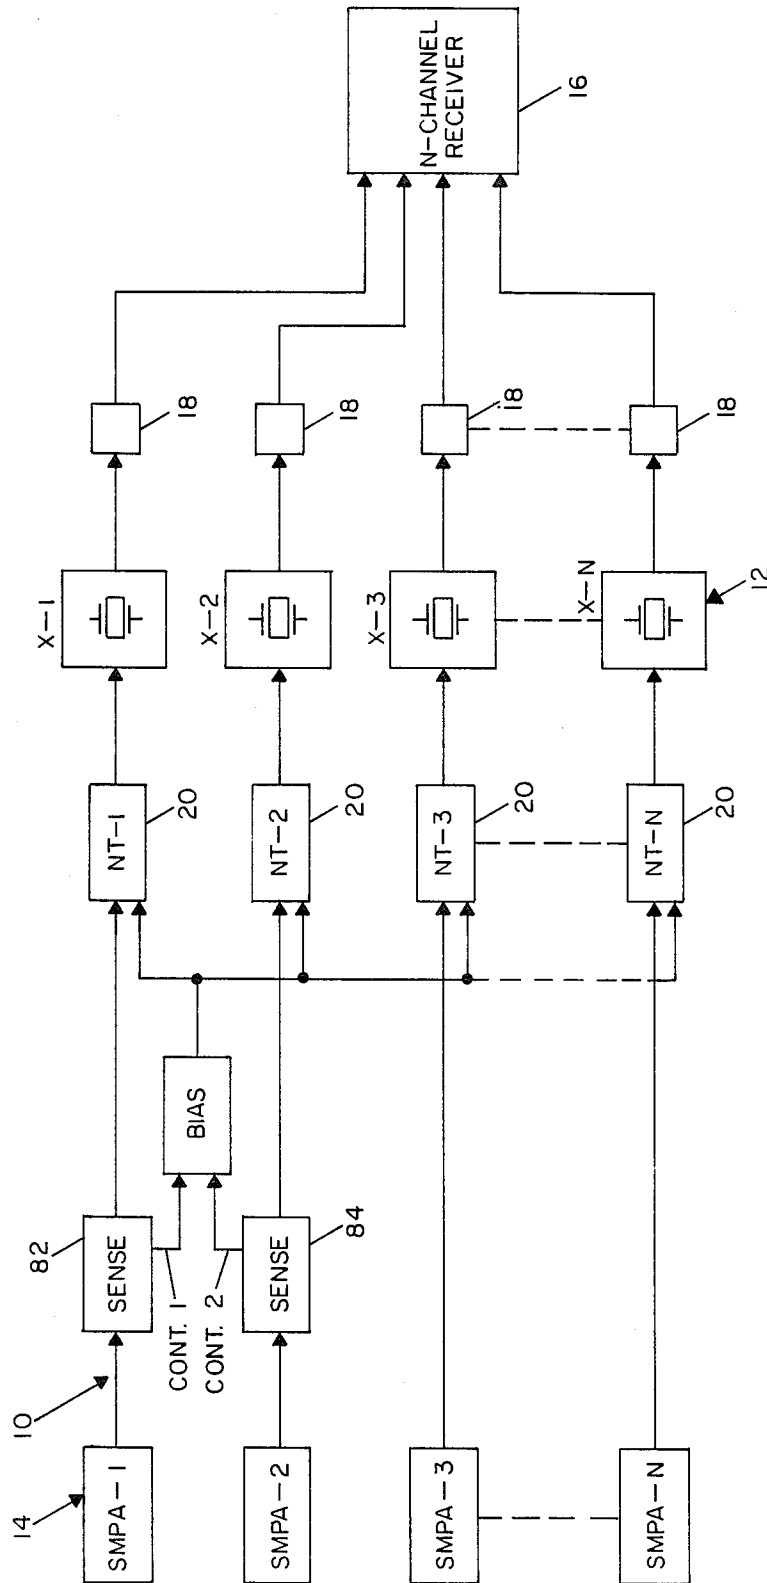 14
10
SMPA-1
82
SENSE
NT-1
20
X-1
18
CONT. 1
CONT. 2
BIAS
N-CHANNEL
RECEIVER
16
SMPA-2
SENSE
84
NT-2
20
X-2
18
SMPA-3
NT-3
20
X-3
18
SMPA-N
NT-N
20
X-N
12
18